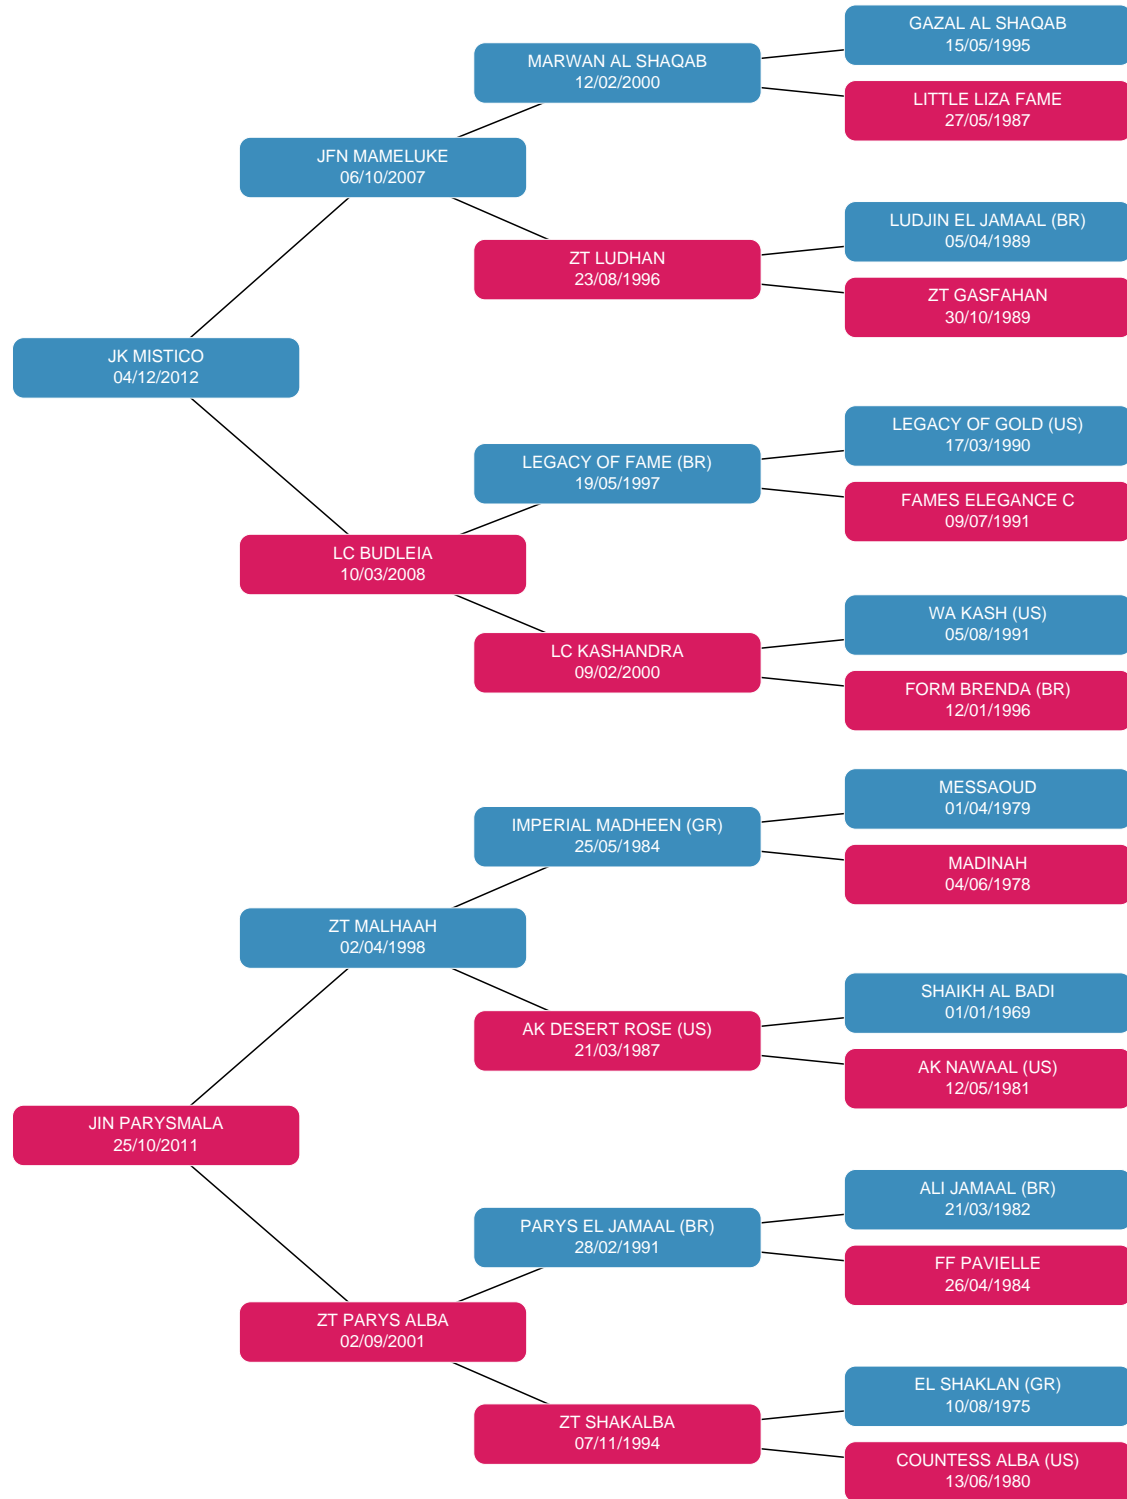 GAZAL AL SHAQAB
15/05/1995
MARWAN AL SHAQAB
12/02/2000
LITTLE LIZA FAME
27/05/1987
JFN MAMELUKE
06/10/2007
LUDJIN EL JAMAAL (BR)
05/04/1989
ZT LUDHAN
23/08/1996
ZT GASFAHAN
30/10/1989
JK MISTICO
04/12/2012
LEGACY OF GOLD (US)
17/03/1990
LEGACY OF FAME (BR)
19/05/1997
FAMES ELEGANCE C
09/07/1991
LC BUDLEIA
10/03/2008
WA KASH (US)
05/08/1991
LC KASHANDRA
09/02/2000
FORM BRENDA (BR)
12/01/1996
MESSAOUD
01/04/1979
IMPERIAL MADHEEN (GR)
25/05/1984
MADINAH
04/06/1978
ZT MALHAAH
02/04/1998
SHAIKH AL BADI
01/01/1969
AK DESERT ROSE (US)
21/03/1987
AK NAWAAL (US)
12/05/1981
JIN PARYSMALA
25/10/2011
ALI JAMAAL (BR)
21/03/1982
PARYS EL JAMAAL (BR)
28/02/1991
FF PAVIELLE
26/04/1984
ZT PARYS ALBA
02/09/2001
EL SHAKLAN (GR)
10/08/1975
ZT SHAKALBA
07/11/1994
COUNTESS ALBA (US)
13/06/1980